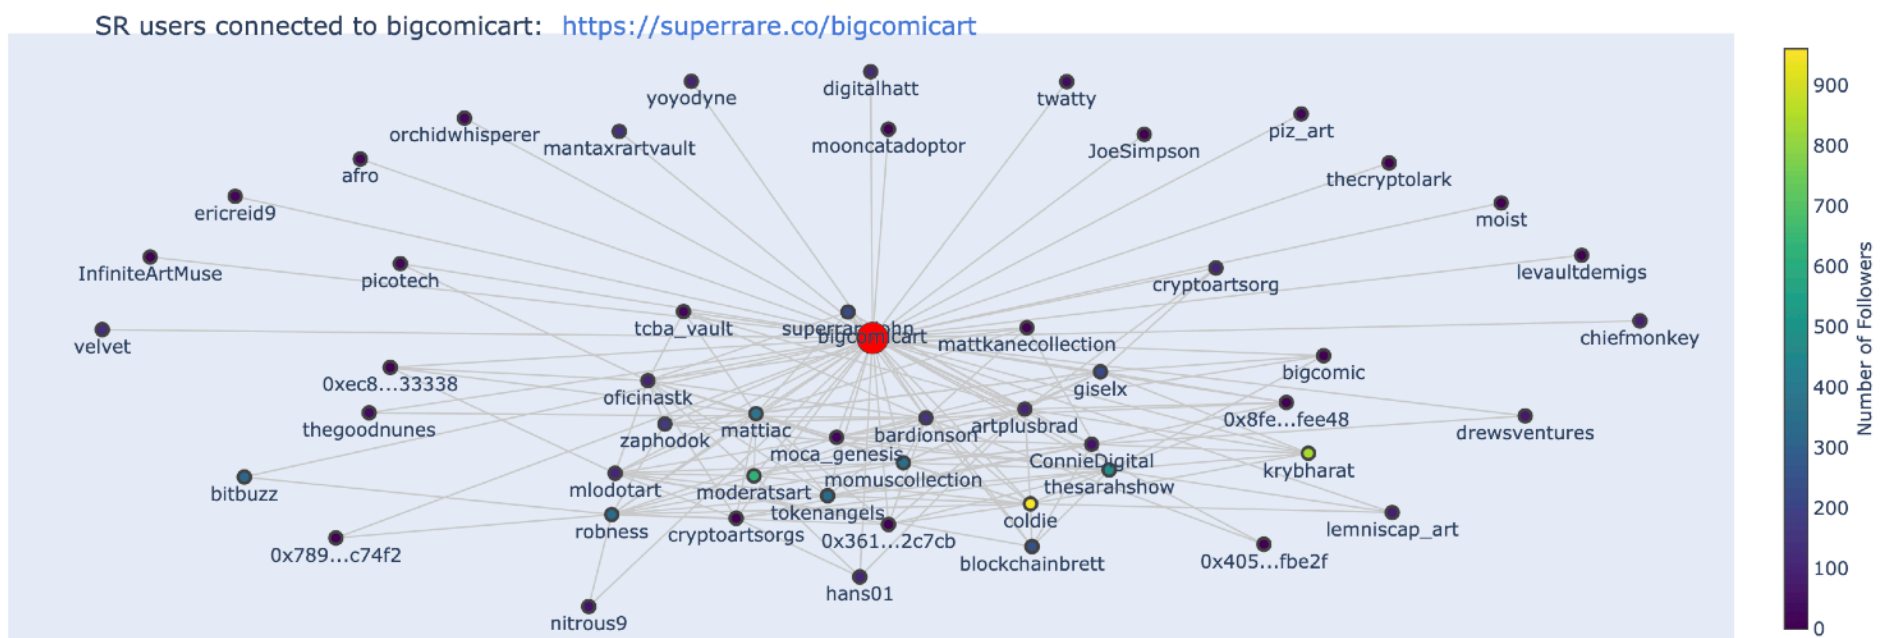 SR users connected to bigcomicart: https://superrare.co/bigcomicart
digitalhatt
yoyodyne
twatty
orchidwhisperer
mantaxrartvault
mooncatadoptor
JoeSimpson
piz_art
afro
thecryptolark
ericreid9
moist
InfiniteArtMuse
picotech
cryptoartsorg
levaultdemigs
tcba_vault
bigcomicart
mattkanecollection
velvet
chiefmonkey
0xec8...33338
oficinastk
giselx
bigcomic
thegoodnunes
zaphodok
mattiac
bardionson
artplusbrad
0x8fe...fee48
drewsventures
moca_genesis
ConnieDigital
krybharat
bitbuzz
mlodotart
moderatsart
momuscollection
thesarahshow
tokenangels
coldie
robness
cryptoartsorgs
0x361...2c7cb
lemniscap_art
0x789...c74f2
blockchainbrett
0x405...fbe2f
hans01
nitrous9
900
800
700
600
500
400
300
200
100
0
Number of Followers